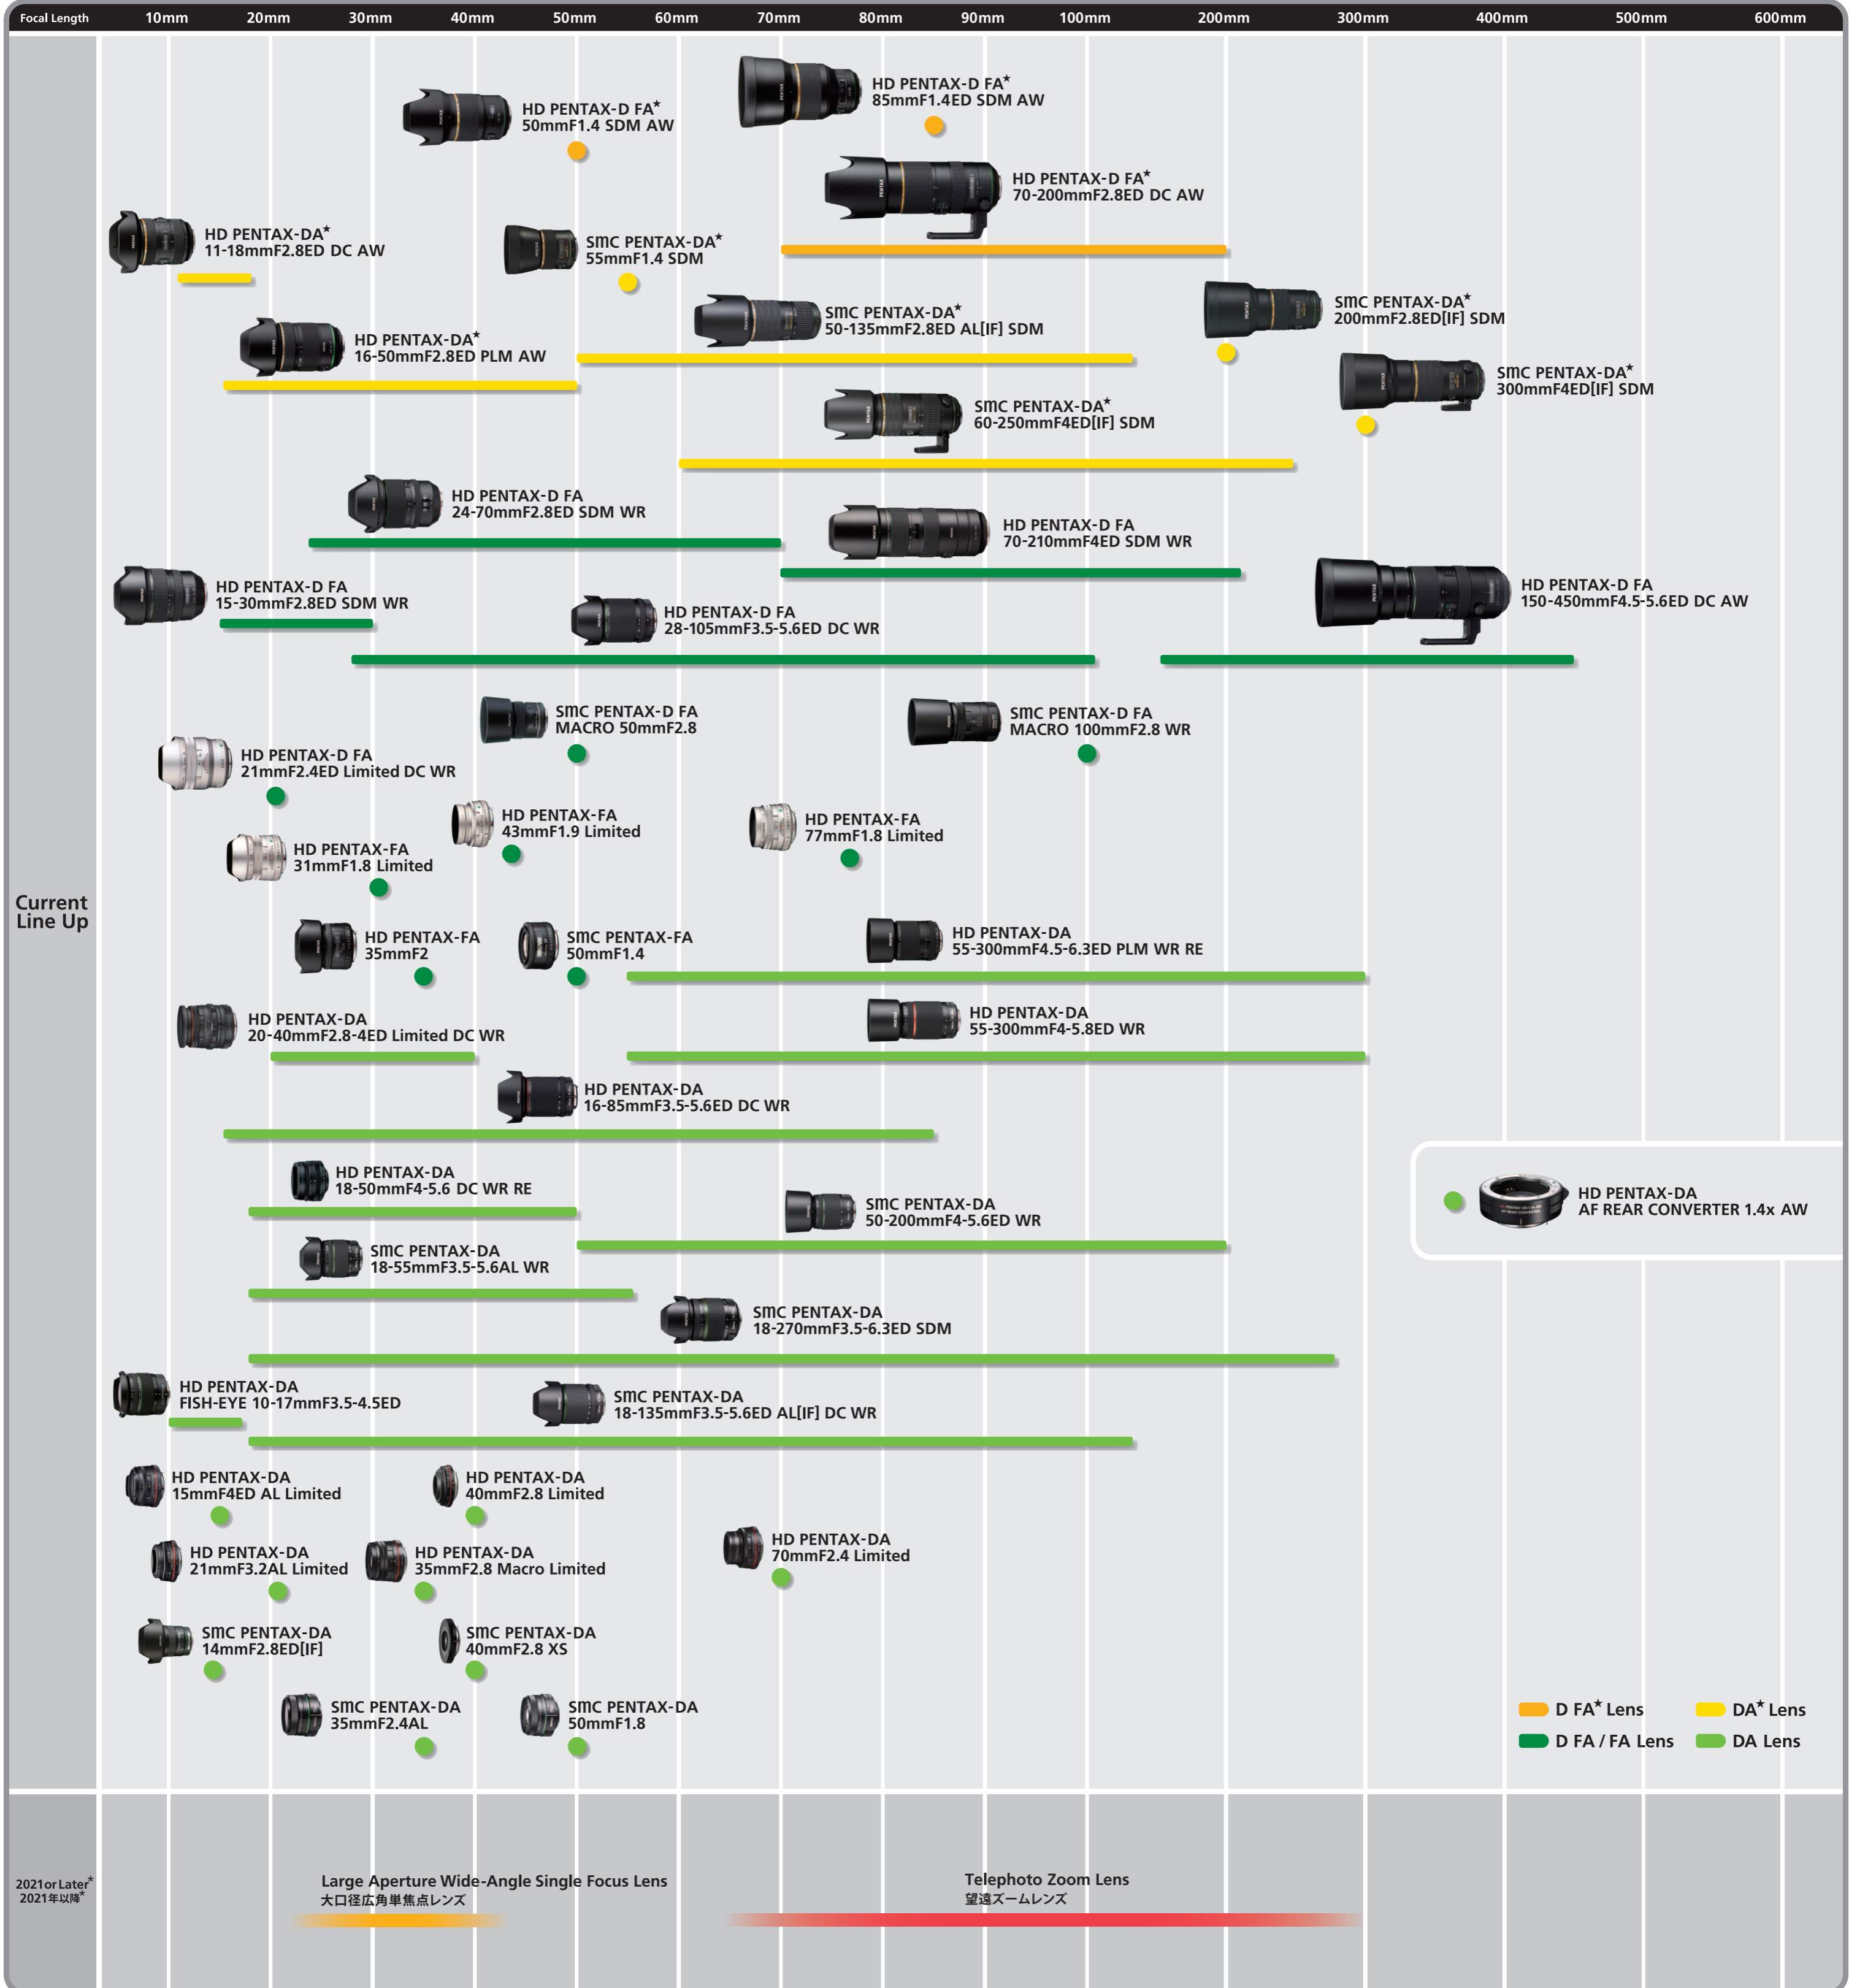 Focal Length 10mm 20mm 30mm 40mm 50mm 60mm 70mm 80mm 90mm 100mm 200mm 300mm 400mm 500mm 600mm
HD PENTAX-D FA★
85mmF1.4ED SDM AW
HD PENTAX-D FA★
50mmF1.4 SDM AW
HD PENTAX-D FA★
70-200mmF2.8ED DC AW
HD PENTAX-DA★
11-18mmF2.8ED DC AW
SMC PENTAX-DA★
55mmF1.4 SDM
SMC PENTAX-DA★
200mmF2.8ED[IF] SDM
SMC PENTAX-DA★
50-135mmF2.8ED AL[IF] SDM
HD PENTAX-DA★
16-50mmF2.8ED PLM AW
SMC PENTAX-DA★
300mmF4ED[IF] SDM
SMC PENTAX-DA★
60-250mmF4ED[IF] SDM
HD PENTAX-D FA
24-70mmF2.8ED SDM WR
HD PENTAX-D FA
70-210mmF4ED SDM WR
HD PENTAX-D FA
15-30mmF2.8ED SDM WR
HD PENTAX-D FA
150-450mmF4.5-5.6ED DC AW
HD PENTAX-D FA
28-105mmF3.5-5.6ED DC WR
SMC PENTAX-D FA
MACRO 50mmF2.8
SMC PENTAX-D FA
MACRO 100mmF2.8 WR
HD PENTAX-D FA
21mmF2.4ED Limited DC WR
HD PENTAX-FA
43mmF1.9 Limited
HD PENTAX-FA
77mmF1.8 Limited
HD PENTAX-FA
31mmF1.8 Limited
Current
Line Up
HD PENTAX-FA
35mmF2
SMC PENTAX-FA
50mmF1.4
HD PENTAX-DA
55-300mmF4.5-6.3ED PLM WR RE
HD PENTAX-DA
20-40mmF2.8-4ED Limited DC WR
HD PENTAX-DA
55-300mmF4-5.8ED WR
HD PENTAX-DA
16-85mmF3.5-5.6ED DC WR
HD PENTAX-DA
18-50mmF4-5.6 DC WR RE
HD PENTAX-DA
AF REAR CONVERTER 1.4x AW
SMC PENTAX-DA
50-200mmF4-5.6ED WR
SMC PENTAX-DA
18-55mmF3.5-5.6AL WR
SMC PENTAX-DA
18-270mmF3.5-6.3ED SDM
HD PENTAX-DA
FISH-EYE 10-17mmF3.5-4.5ED
SMC PENTAX-DA
18-135mmF3.5-5.6ED AL[IF] DC WR
HD PENTAX-DA
15mmF4ED AL Limited
HD PENTAX-DA
40mmF2.8 Limited
HD PENTAX-DA
70mmF2.4 Limited
HD PENTAX-DA
21mmF3.2AL Limited
HD PENTAX-DA
35mmF2.8 Macro Limited
SMC PENTAX-DA
14mmF2.8ED[IF]
SMC PENTAX-DA
40mmF2.8 XS
SMC PENTAX-DA
35mmF2.4AL
SMC PENTAX-DA
50mmF1.8
D FA★ Lens DA★ Lens
D FA / FA Lens DA Lens
2021orLater*
2021年以降*
Large Aperture Wide-Angle Single Focus Lens
大口径広角単焦点レンズ
Telephoto Zoom Lens
望遠ズームレンズ